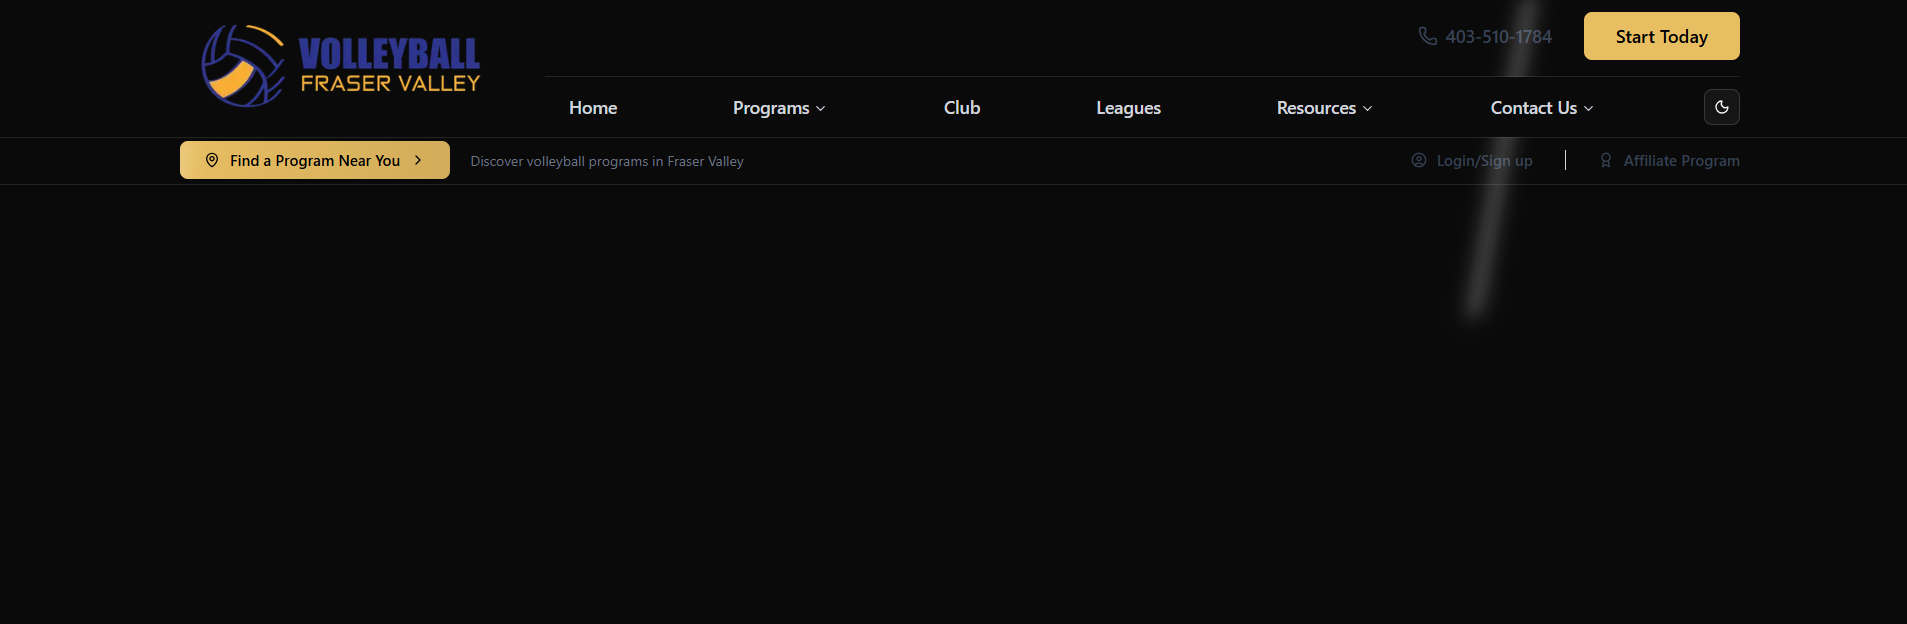 VOLLEYBALL
FRASER VALLEY
403-510-1784
Start Today
Home
Programs
Club
Leagues
Resources
Contact Us
Find a Program Near You
Discover volleyball programs in Fraser Valley
Login/Sign up
Affiliate Program